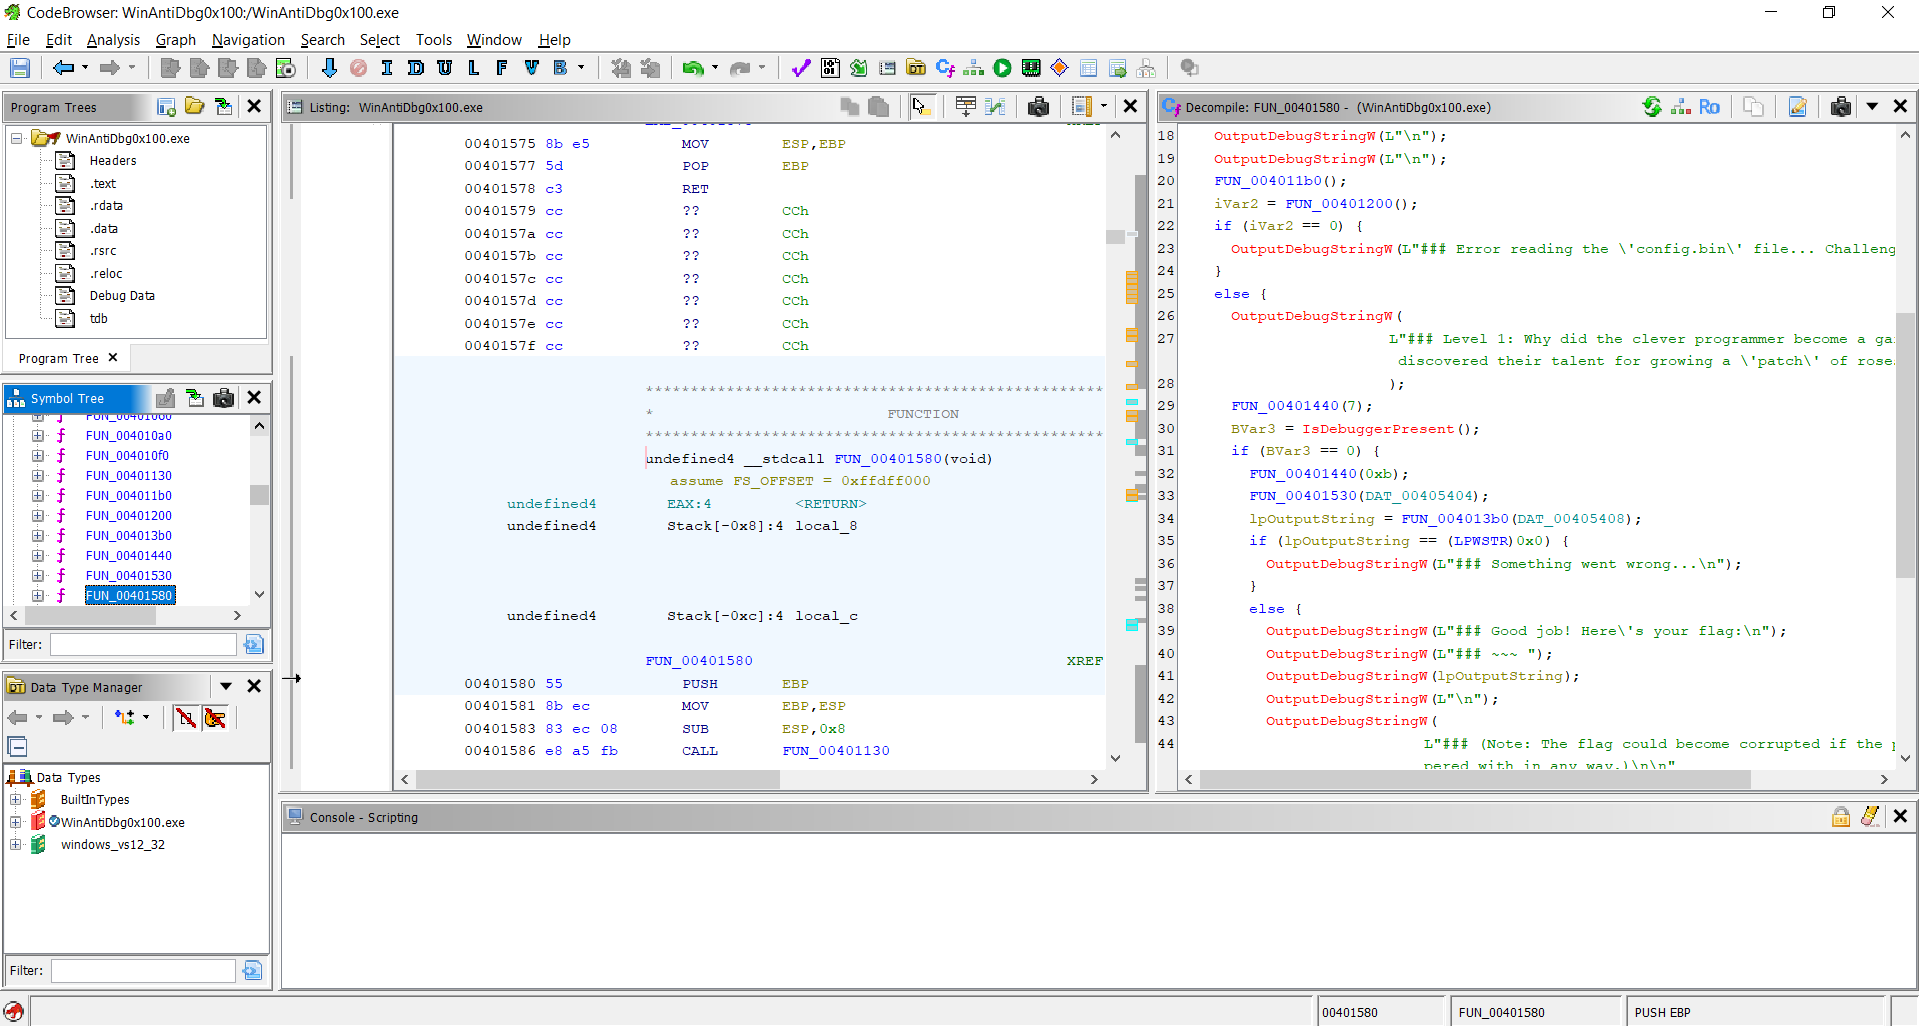 CodeBrowser: WinAntiDbg0x100:/WinAntiDbg0x100.exe
File Edit Analysis Graph Navigation Search Select Tools Window Help
I D U L F V B
Program Trees
WinAntiDbg0x100.exe
Headers
.text
.rdata
.data
.rsrc
.reloc
Debug Data
tdb
Program Tree
Symbol Tree
FUN_004010a0
FUN_004010f0
FUN_00401130
FUN_004011b0
FUN_00401200
FUN_004013b0
FUN_00401440
FUN_00401530
FUN_00401580
Filter:
Data Type Manager
Data Types
BuiltInTypes
WinAntiDbg0x100.exe
windows_vs12_32
Filter:
Listing: WinAntiDbg0x100.exe
00401575 8b e5 MOV ESP,EBP
00401577 5d POP EBP
00401578 c3 RET
00401579 cc ?? CCh
0040157a cc ?? CCh
0040157b cc ?? CCh
0040157c cc ?? CCh
0040157d cc ?? CCh
0040157e cc ?? CCh
0040157f cc ?? CCh
***************************************************
* FUNCTION
***************************************************
undefined4 __stdcall FUN_00401580(void)
assume FS_OFFSET = 0xffdff000
undefined4 EAX:4 <RETURN>
undefined4 Stack[-0x8]:4 local_8
undefined4 Stack[-0xc]:4 local_c
FUN_00401580 XREF
00401580 55 PUSH EBP
00401581 8b ec MOV EBP,ESP
00401583 83 ec 08 SUB ESP,0x8
00401586 e8 a5 fb CALL FUN_00401130
Decompile: FUN_00401580 - (WinAntiDbg0x100.exe)
18 OutputDebugStringW(L"\n");
19 OutputDebugStringW(L"\n");
20 FUN_004011b0();
21 iVar2 = FUN_00401200();
22 if (iVar2 == 0) {
23 OutputDebugStringW(L"### Error reading the \'config.bin\' file... Challeng
24 }
25 else {
26 OutputDebugStringW(
27 L"### Level 1: Why did the clever programmer become a ga
discovered their talent for growing a \'patch\' of rose
28 );
29 FUN_00401440(7);
30 BVar3 = IsDebuggerPresent();
31 if (BVar3 == 0) {
32 FUN_00401440(0xb);
33 FUN_00401530(DAT_00405404);
34 lpOutputString = FUN_004013b0(DAT_00405408);
35 if (lpOutputString == (LPWSTR)0x0) {
36 OutputDebugStringW(L"### Something went wrong...\n");
37 }
38 else {
39 OutputDebugStringW(L"### Good job! Here\'s your flag:\n");
40 OutputDebugStringW(L"### ~~~ ");
41 OutputDebugStringW(lpOutputString);
42 OutputDebugStringW(L"\n");
43 OutputDebugStringW(
44 L"### (Note: The flag could become corrupted if the
pered with in any way.)\n\n"
Console - Scripting
00401580 FUN_00401580 PUSH EBP